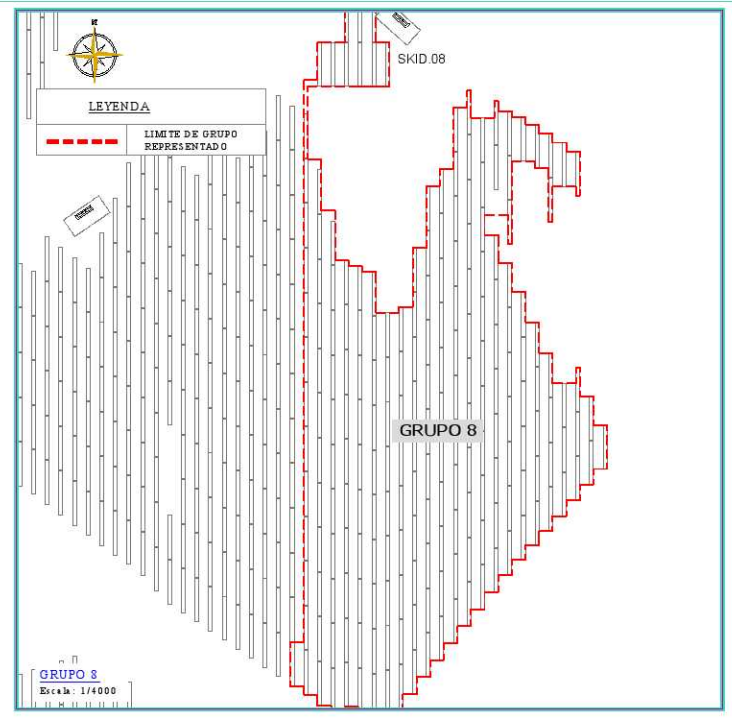 N
SKID.08
LEYENDA
LIMITE DE GRUPO
REPRESENTADO
GRUPO 8
GRUPO 8
Escala: 1/4000